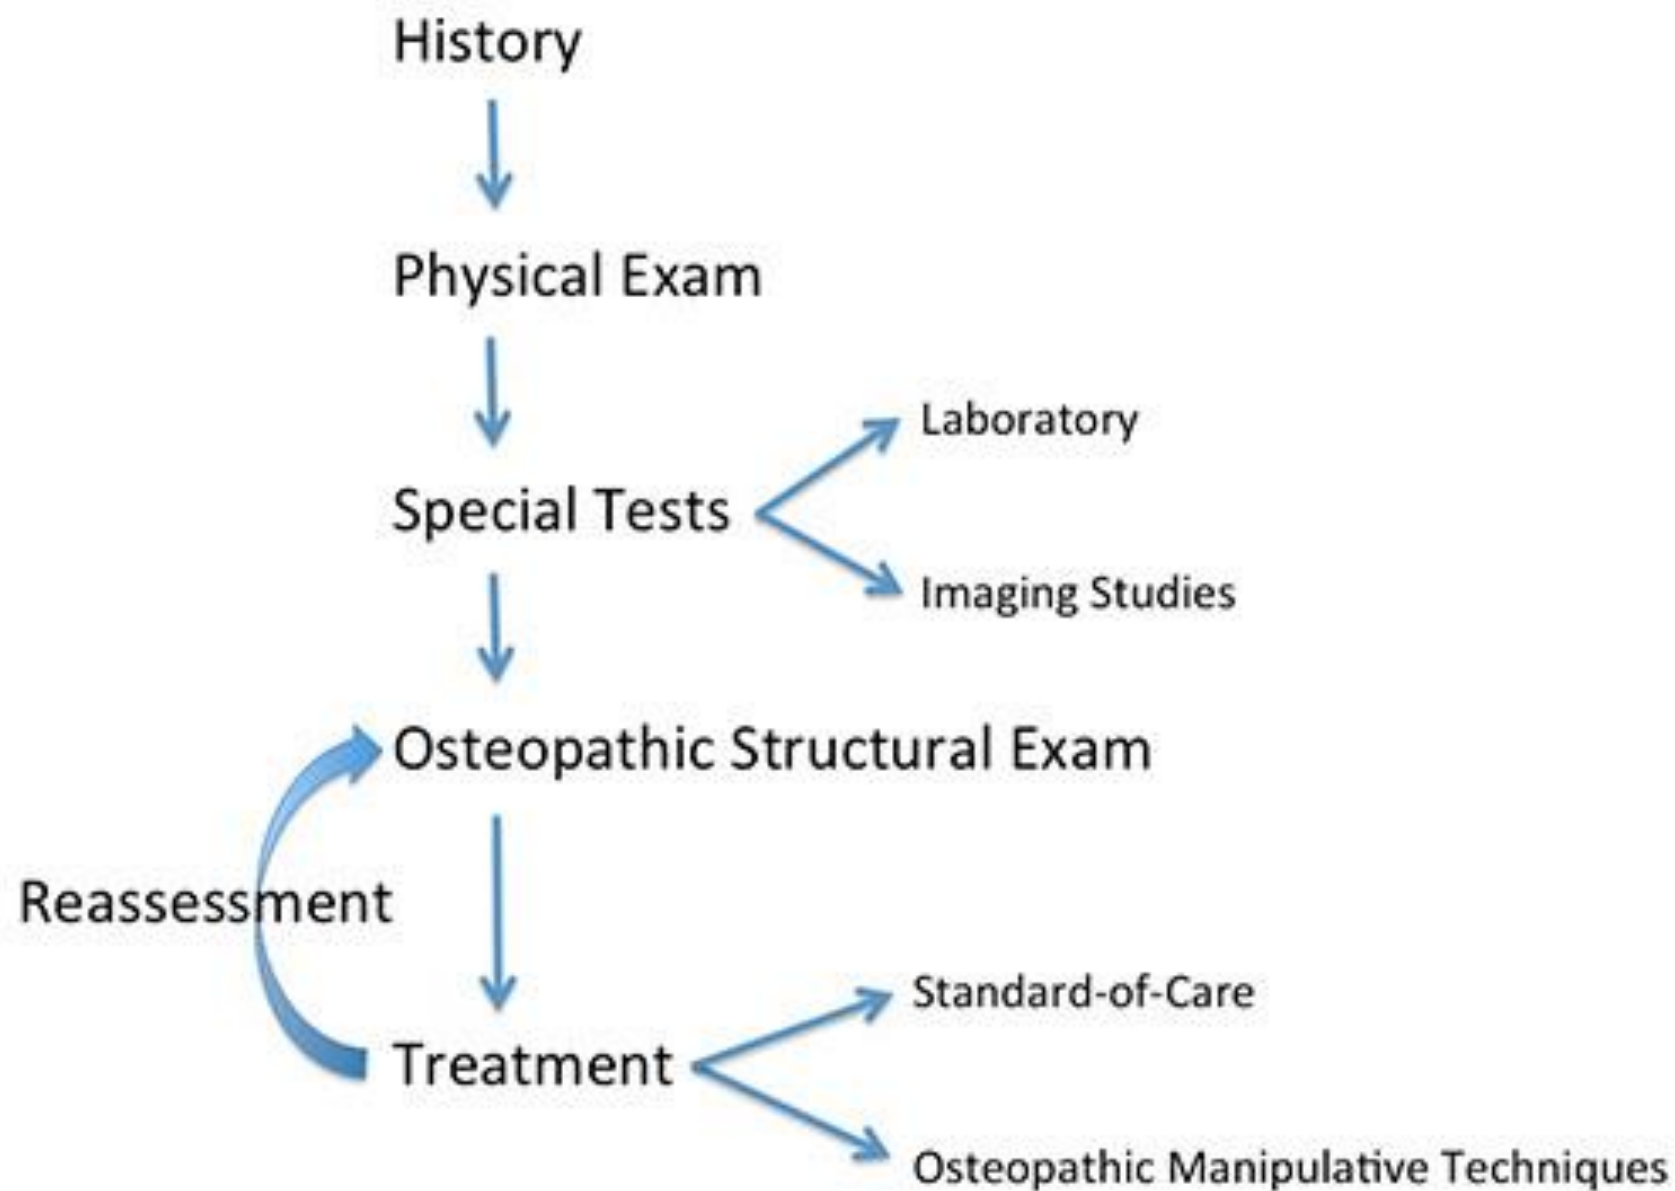 History
Physical Exam
Laboratory
Special Tests
Imaging Studies
Osteopathic Structural Exam
Reassessment
Standard-of-Care
Treatment
Osteopathic Manipulative Techniques